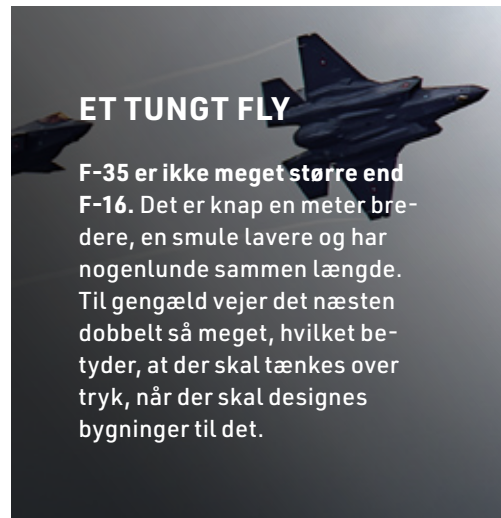 ET TUNGT FLY
F-35 er ikke meget større end
F-16. Det er knap en meter bre-
dere, en smule lavere og har
nogenlunde sammen længde.
Til gengæld vejer det næsten
dobbelt så meget, hvilket be-
tyder, at der skal tænkes over
tryk, når der skal designes
bygninger til det.